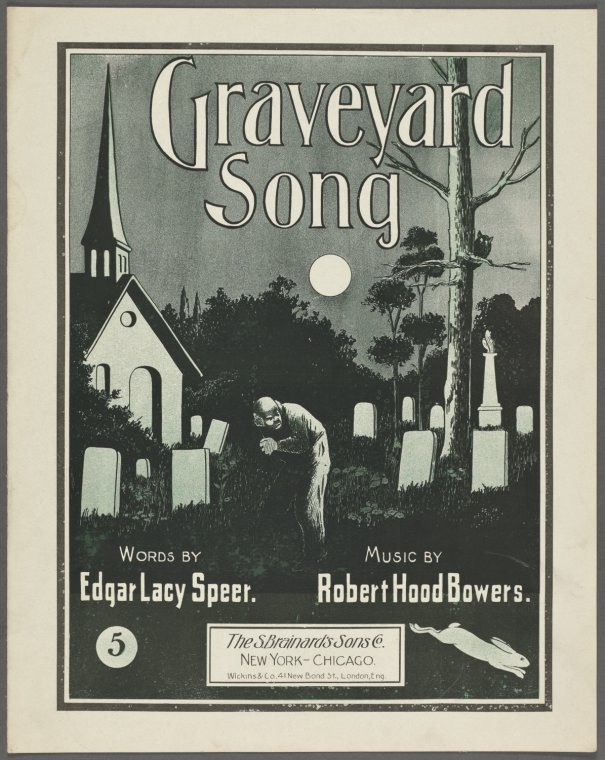 Graveyard
Song
Words by
Edgar Lacy Speer.
Music by
Robert Hood Bowers.
5
The S. Brainard's Sons Co.
New York – Chicago.
Wickins & Co. 41 New Bond St., London, Eng.